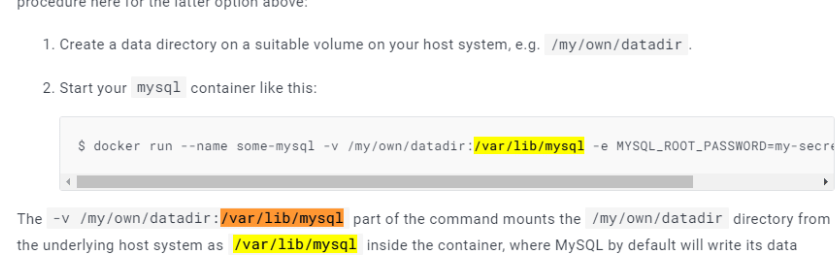 procedure here for the latter option above:
1. Create a data directory on a suitable volume on your host system, e.g. /my/own/datadir .
2. Start your mysql container like this:
$ docker run --name some-mysql -v /my/own/datadir:/var/lib/mysql -e MYSQL_ROOT_PASSWORD=my-secre
The -v /my/own/datadir:/var/lib/mysql part of the command mounts the /my/own/datadir directory from
the underlying host system as /var/lib/mysql inside the container, where MySQL by default will write its data